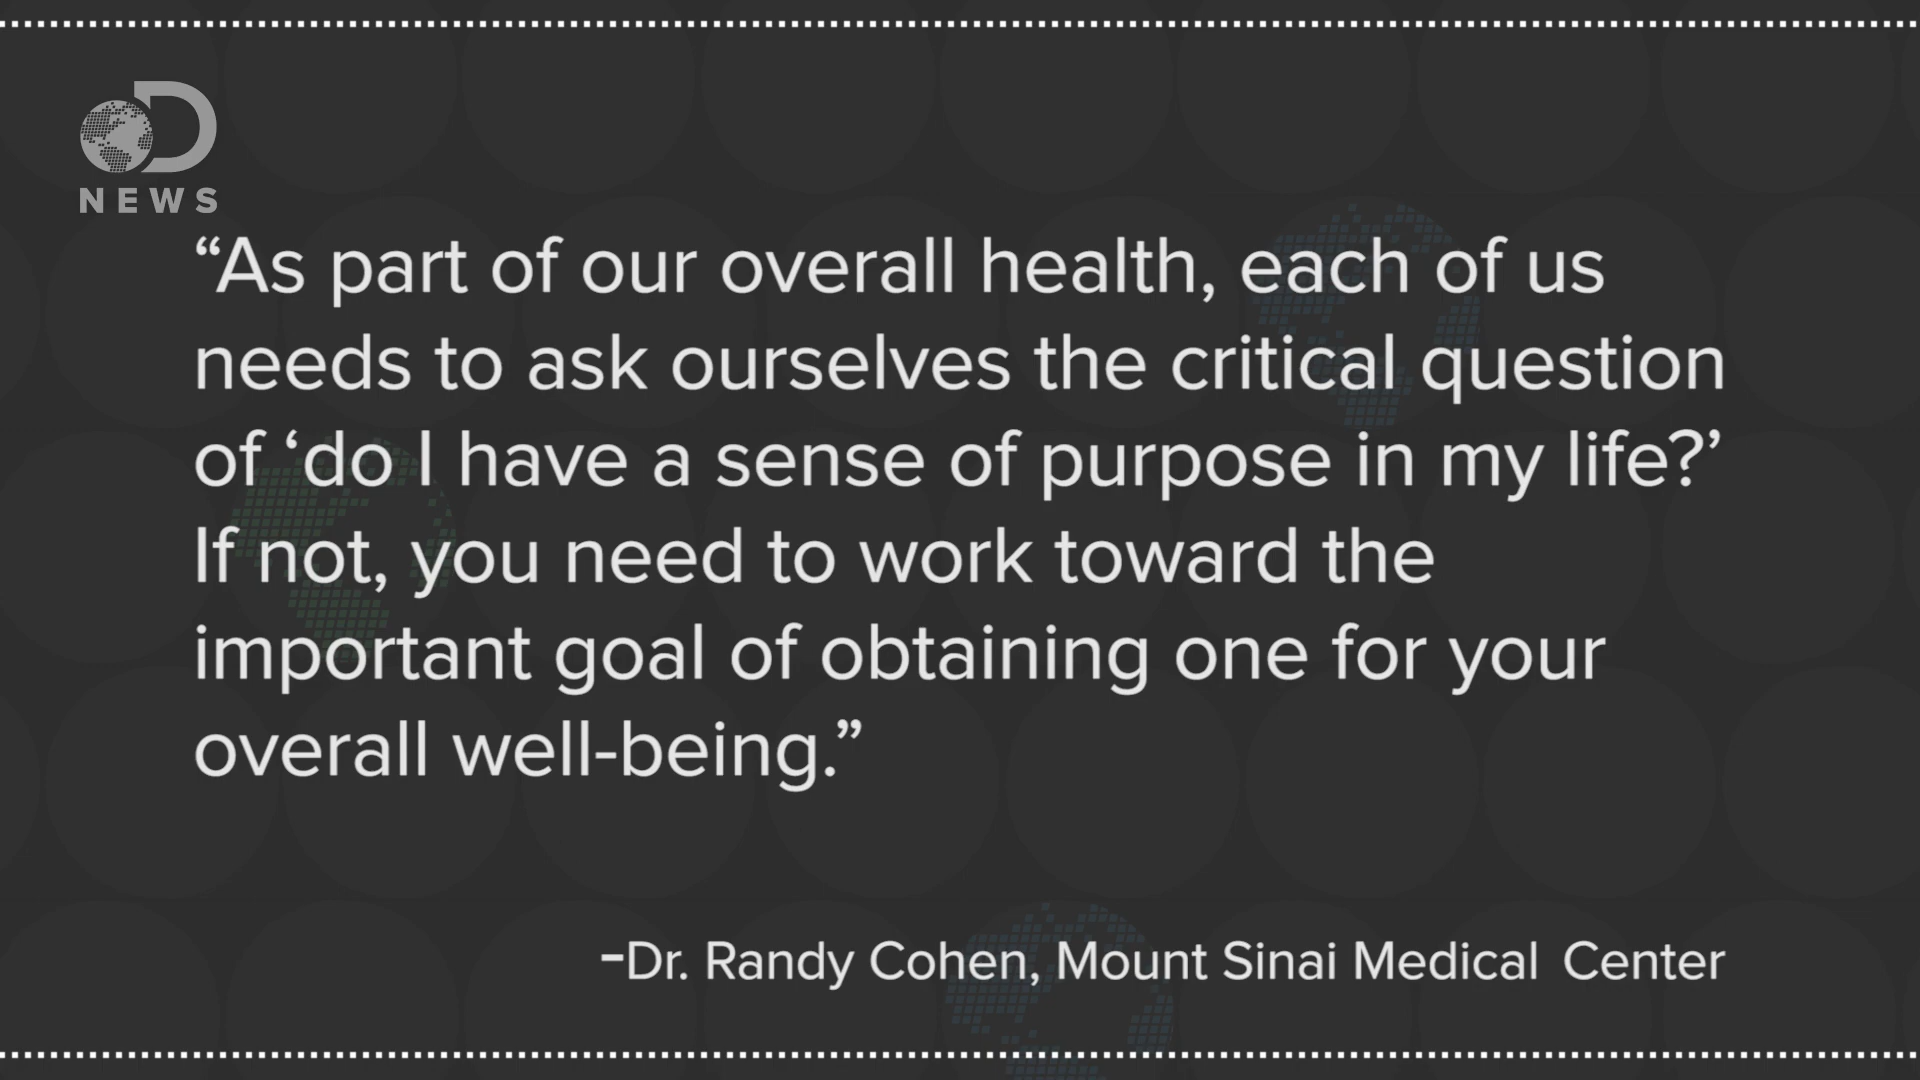 NEWS
“As part of our overall health, each of us
needs to ask ourselves the critical question
of ‘do I have a sense of purpose in my life?’
If not, you need to work toward the
important goal of obtaining one for your
overall well-being.”
-Dr. Randy Cohen, Mount Sinai Medical Center